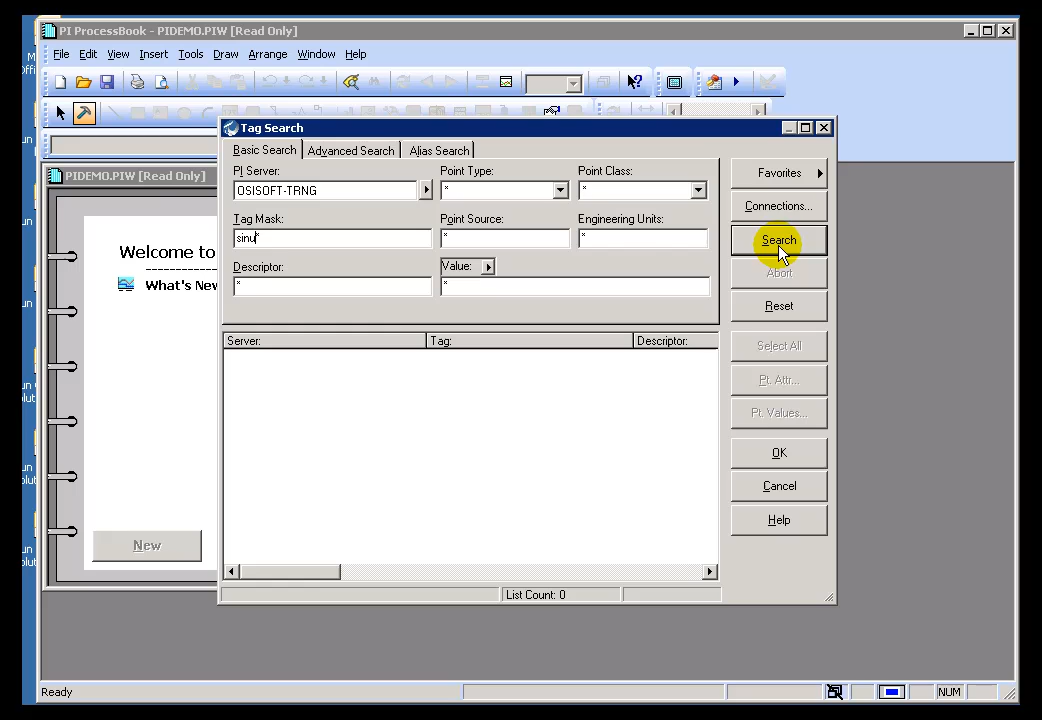 PI ProcessBook - PIDEMO.PIW [Read Only]
File Edit View Insert Tools Draw Arrange Window Help
Tag Search
Basic Search Advanced Search Alias Search
PI Server: Point Type: Point Class:
OSISOFT-TRNG * *
Tag Mask: Point Source: Engineering Units:
sinu* * *
Descriptor: Value:
* *
Server: Tag: Descriptor:
List Count: 0
Favorites
Connections...
Search
Abort
Reset
Select All
Pt. Attr...
Pt. Values...
OK
Cancel
Help
PIDEMO.PIW [Read Only]
Welcome to
What's New
New
Ready NUM